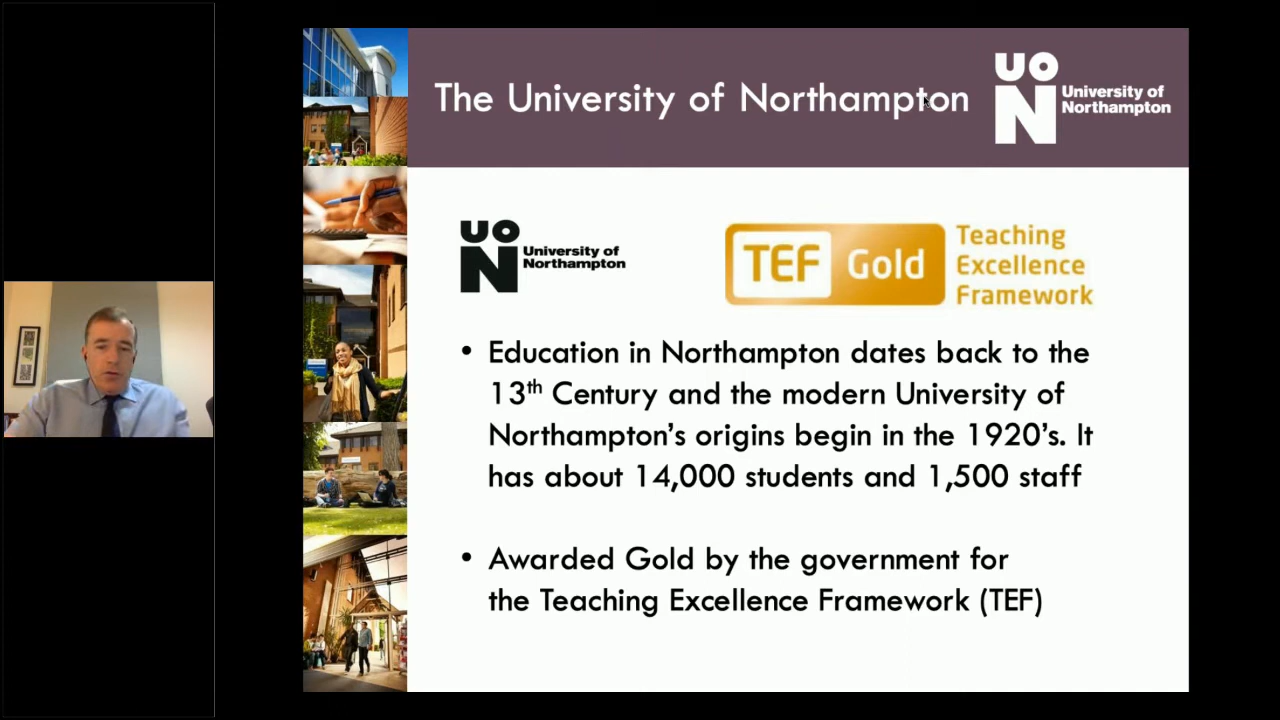 The University of Northampton
UON
University of
Northampton
UON
University of
Northampton
TEF Gold
Teaching
Excellence
Framework
• Education in Northampton dates back to the
13th Century and the modern University of
Northampton’s origins begin in the 1920’s. It
has about 14,000 students and 1,500 staff
• Awarded Gold by the government for
the Teaching Excellence Framework (TEF)